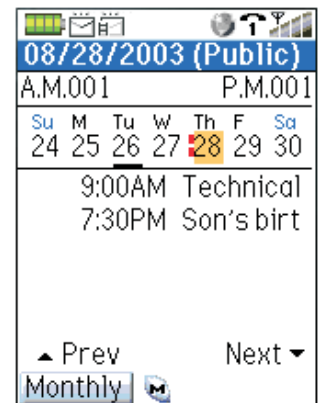 08/28/2003 (Public)
A.M.001 P.M.001
Su M Tu W Th F Sa
24 25 26 27 28 29 30
9:00AM Technical
7:30PM Son's birt
Prev Next
Monthly M